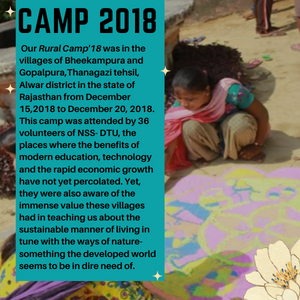 CAMP 2018
Our Rural Camp'18 was in the
villages of Bheekampura and
Gopalpura,Thanagazi tehsil,
Alwar district in the state of
Rajasthan from December
15,2018 to December 20, 2018.
This camp was attended by 36
volunteers of NSS- DTU, the
places where the benefits of
modern education, technology
and the rapid economic growth
have not yet percolated. Yet,
they were also aware of the
immense value these villages
had in teaching us about the
sustainable manner of living in
tune with the ways of nature-
something the developed world
seems to be in dire need of.